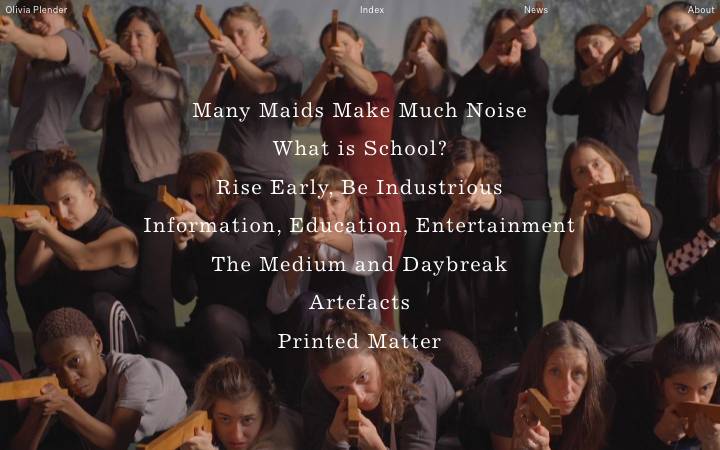 Olivia Plender Index News About
Many Maids Make Much Noise
What is School?
Rise Early, Be Industrious
Information, Education, Entertainment
The Medium and Daybreak
Artefacts
Printed Matter